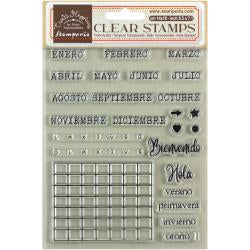 Stamperia
www.stamperia.com
CLEAR STAMPS
ENERO FEBRERO MARZO
ABRIL MAYO JUNIO JULIO
AGOSTO SEPTIEMBRE OCTUBRE
NOVIEMBRE DICIEMBRE
L M X J V S D
L M X J V S D
Bienvenido
Hola
verano
primavera
invierno
otoño